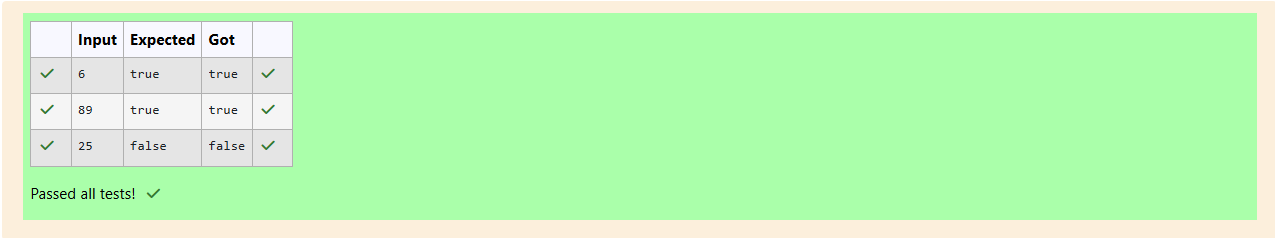 Input Expected Got
6 true true
89 true true
25 false false
Passed all tests!